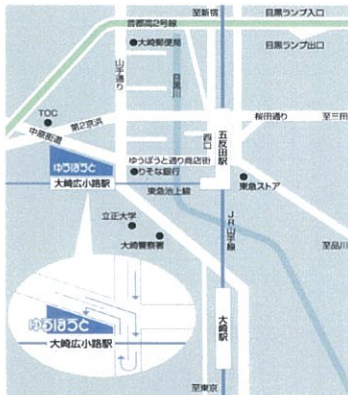 至新宿
目黒ランプ入口
首都高2号線
大崎郵便局
目黒ランプ出口
山手通り
目黒川
TOC
第2京浜
桜田通り
至三田
中原街道
西口
五反田駅
ゆうぽうと通り商店街
りそな銀行
ゆうぽうと
大崎広小路駅
東急池上線
東急ストア
立正大学
JR山手線
大崎警察署
至品川
ゆうぽうと
大崎広小路駅
大崎駅
至東京